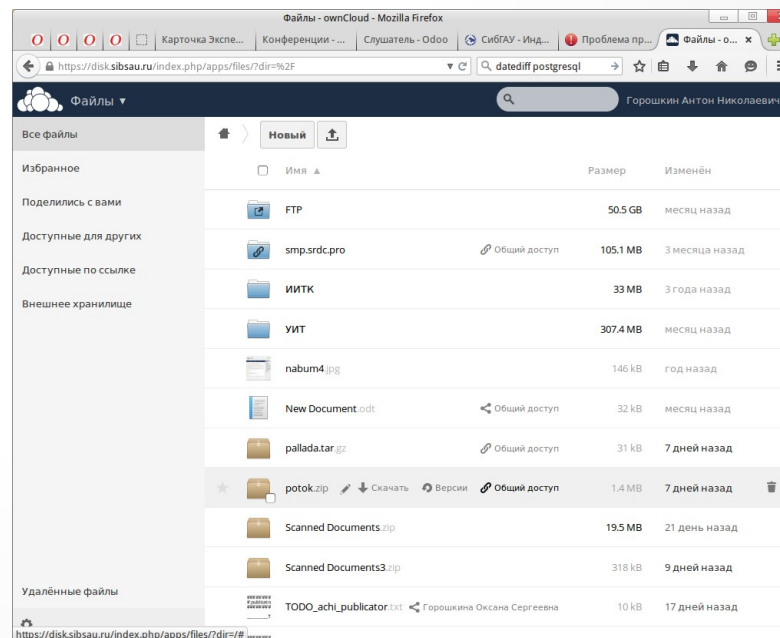 Файлы - ownCloud - Mozilla Firefox
Карточка Экспе... Конференции - ... Слушатель - Odoo СибГАУ - Инд... Проблема пр... Файлы - o...
https://disk.sibsau.ru/index.php/apps/files/?dir=%2F datediff postgresql
Файлы Горошкин Антон Николаевич
Все файлы Новый
Избранное Имя Размер Изменён
Поделились с вами FTP 50.5 GB месяц назад
Доступные для других smp.srdc.pro Общий доступ 105.1 MB 3 месяца назад
Доступные по ссылке
Внешнее хранилище ИИТК 33 MB 3 года назад
УИТ 307.4 MB месяц назад
nabum4.jpg 146 kB год назад
New Document.odt Общий доступ 32 kB месяц назад
pallada.tar.gz Общий доступ 31 kB 7 дней назад
potok.zip Скачать Версии Общий доступ 1.4 MB 7 дней назад
Scanned Documents.zip 19.5 MB 21 день назад
Scanned Documents3.zip 318 kB 9 дней назад
Удалённые файлы
TODO_achi_publicator.txt Горошкина Оксана Сергеевна 10 kB 17 дней назад
https://disk.sibsau.ru/index.php/apps/files/?dir=/#